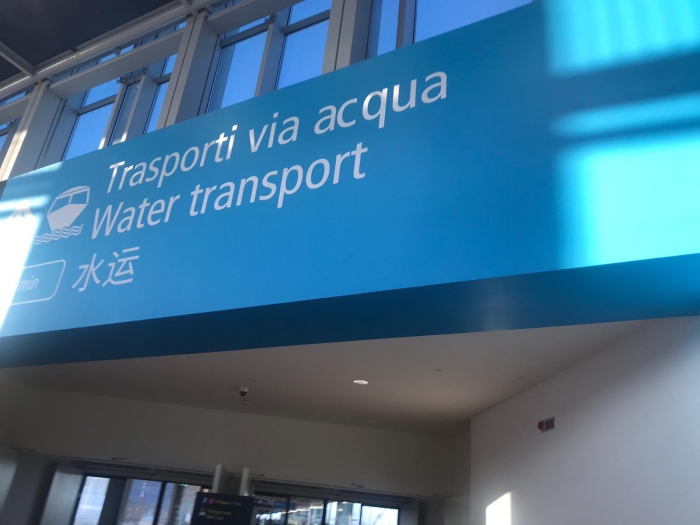 Trasporti via acqua
Water transport
水运
min